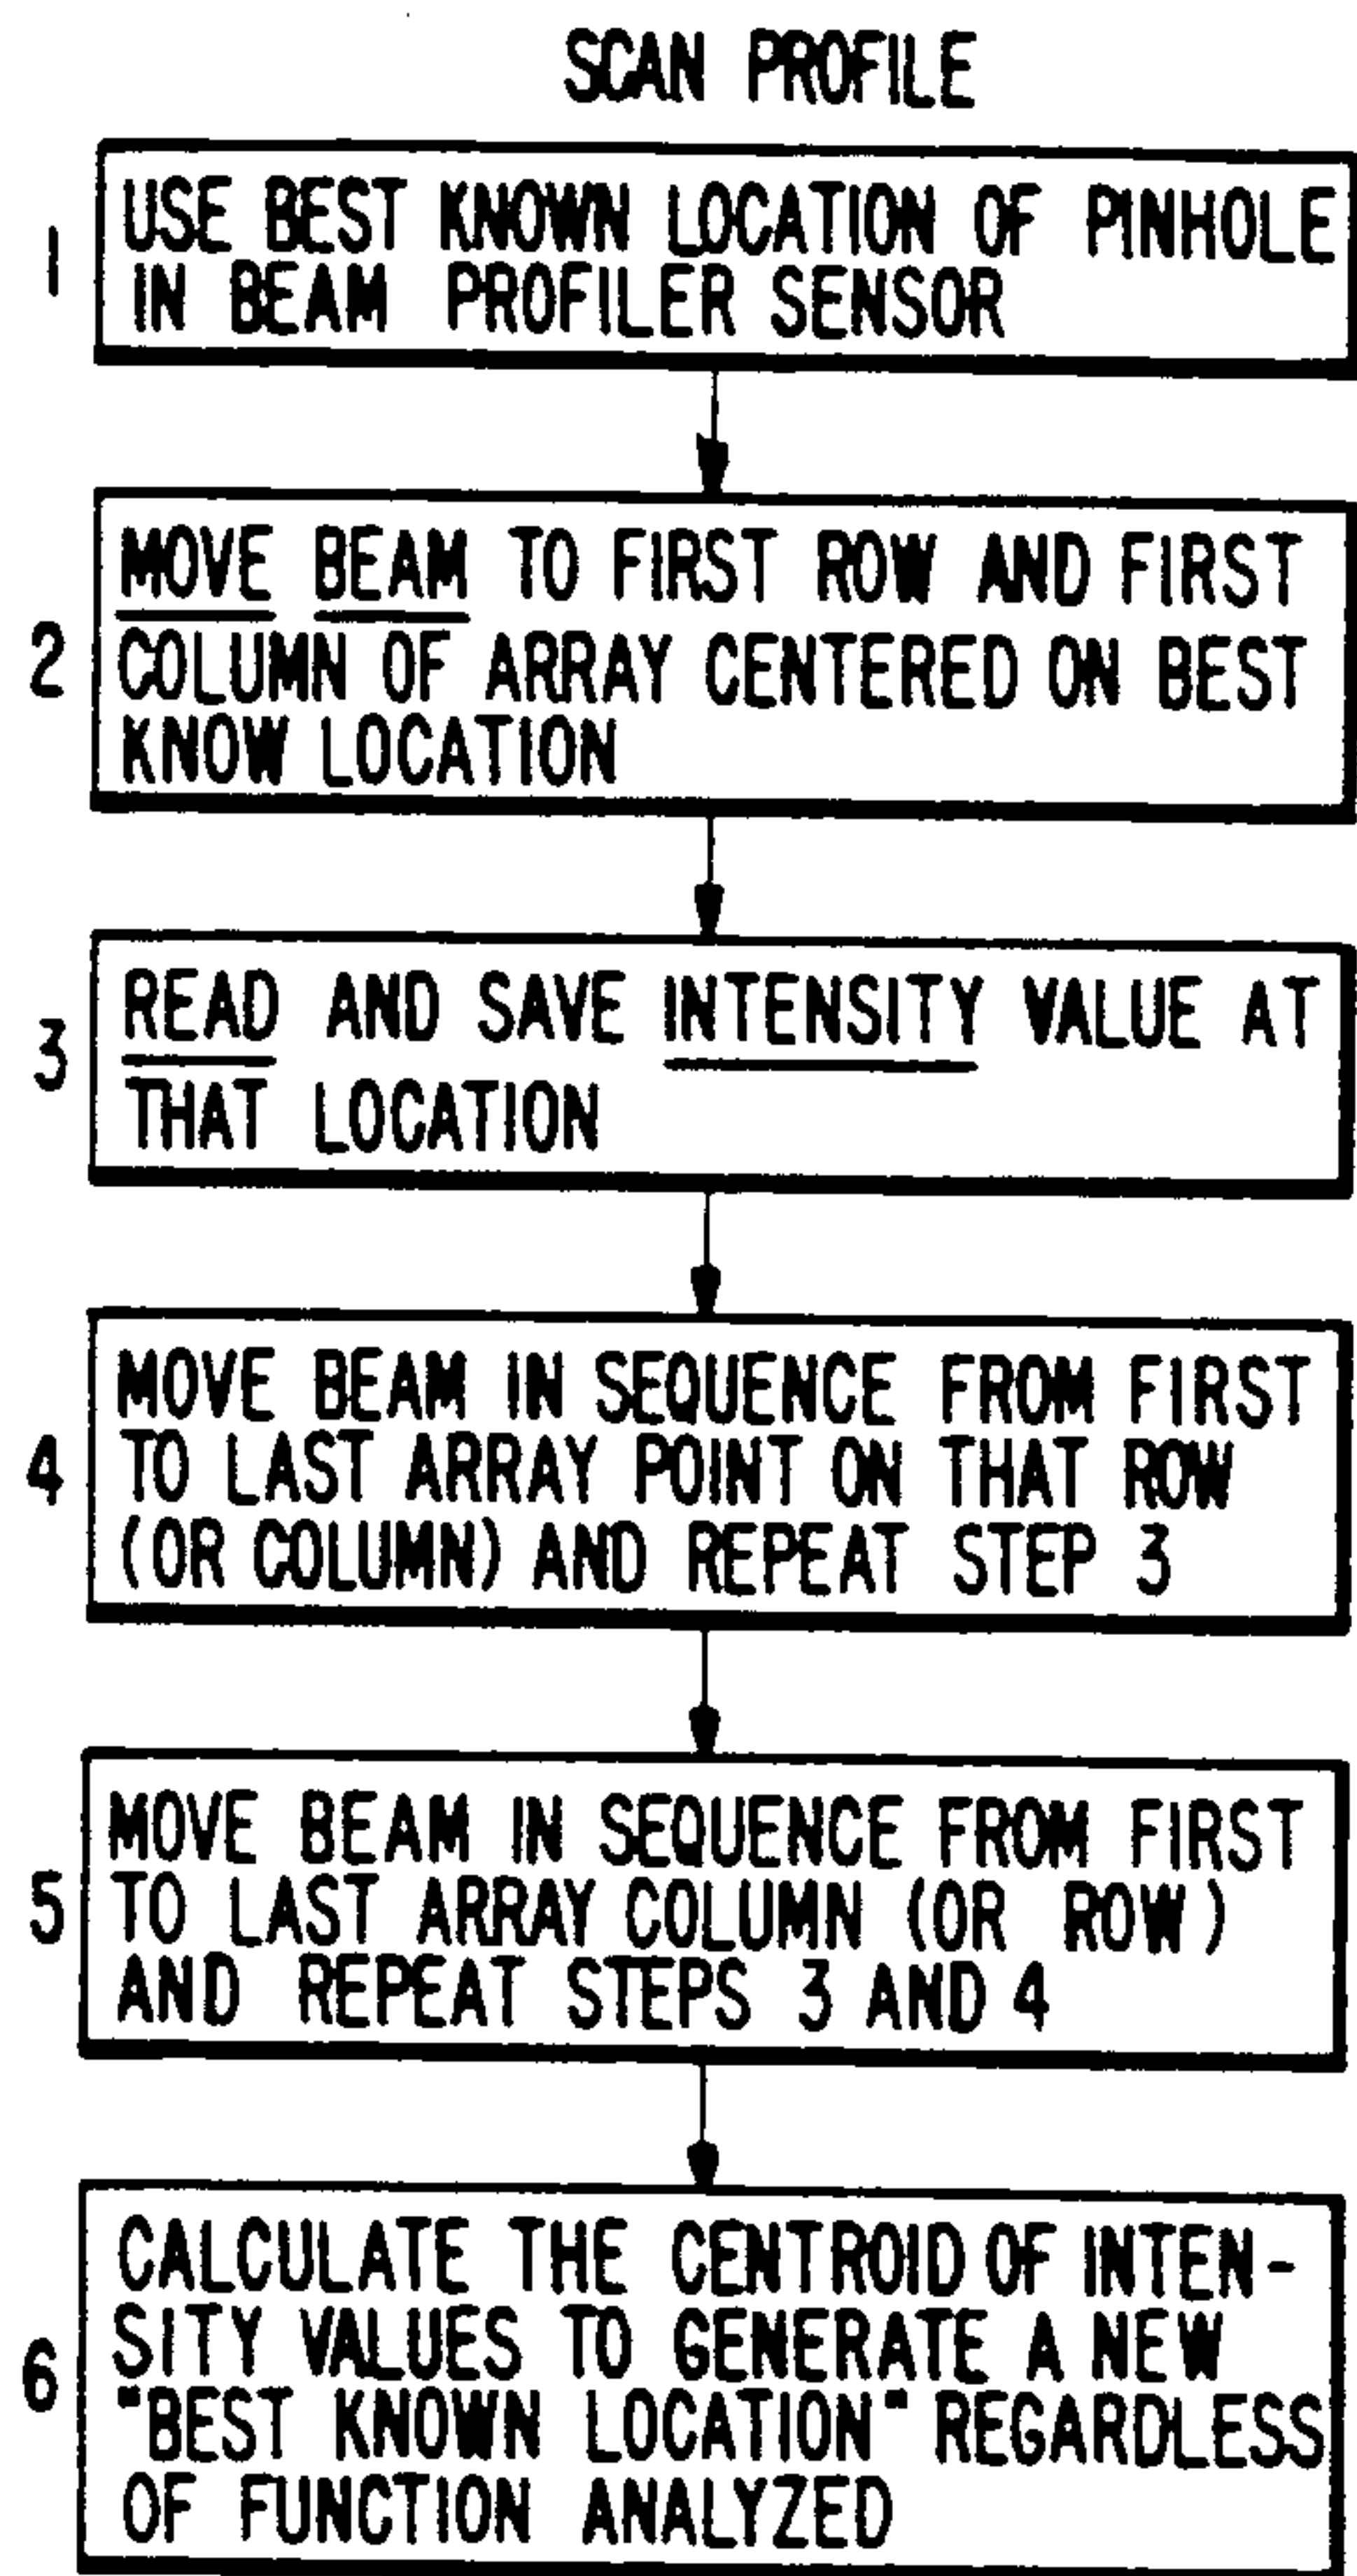 SCAN PROFILE
1
USE BEST KNOWN LOCATION OF PINHOLE
IN BEAM PROFILER SENSOR
2
MOVE BEAM TO FIRST ROW AND FIRST
COLUMN OF ARRAY CENTERED ON BEST
KNOW LOCATION
3
READ AND SAVE INTENSITY VALUE AT
THAT LOCATION
4
MOVE BEAM IN SEQUENCE FROM FIRST
TO LAST ARRAY POINT ON THAT ROW
(OR COLUMN) AND REPEAT STEP 3
5
MOVE BEAM IN SEQUENCE FROM FIRST
TO LAST ARRAY COLUMN (OR ROW)
AND REPEAT STEPS 3 AND 4
6
CALCULATE THE CENTROID OF INTEN-
SITY VALUES TO GENERATE A NEW
"BEST KNOWN LOCATION" REGARDLESS
OF FUNCTION ANALYZED